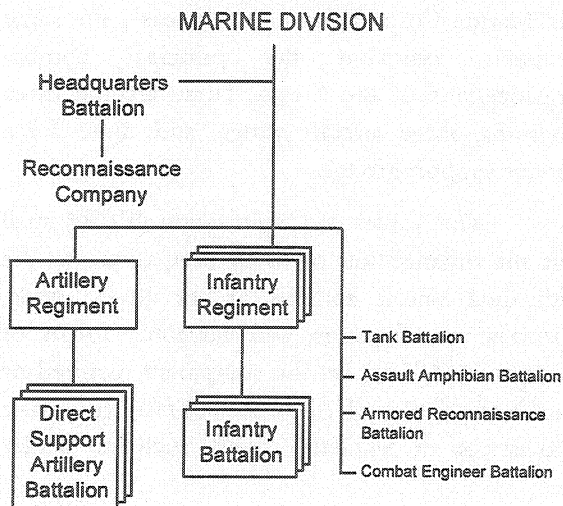 MARINE DIVISION
Headquarters
Battalion
Reconnaissance
Company
Artillery
Regiment
Infantry
Regiment
Direct
Support
Artillery
Battalion
Infantry
Battalion
Tank Battalion
Assault Amphibian Battalion
Armored Reconnaissance
Battalion
Combat Engineer Battalion